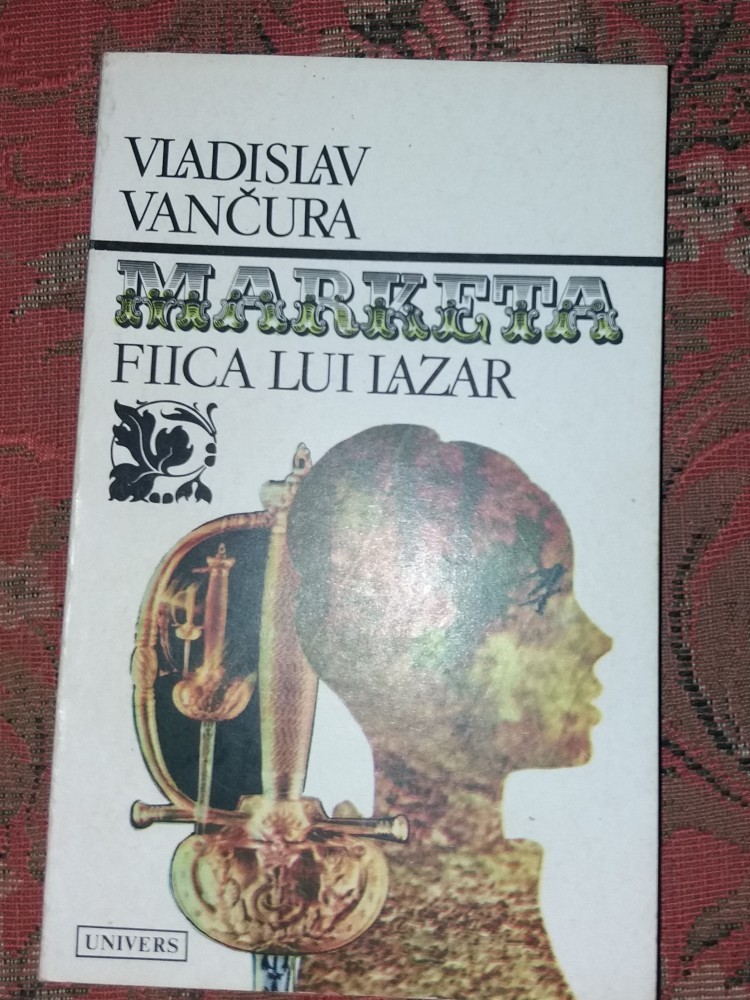 VLADISLAV
VANČURA
MARKETA
FIICA LUI LAZAR
UNIVERS